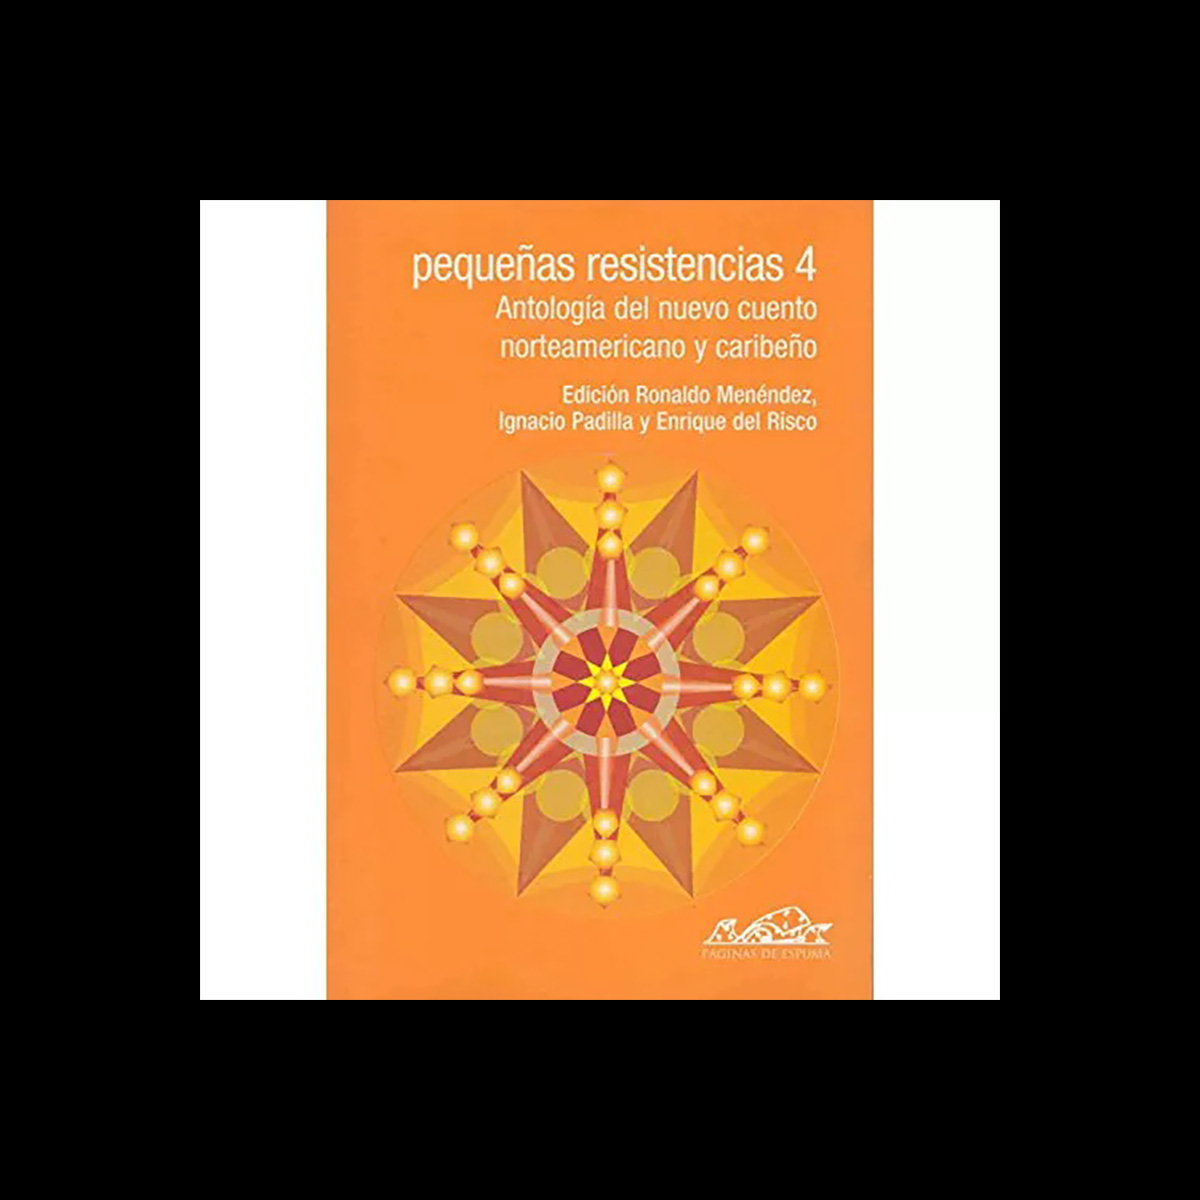 pequeñas resistencias 4
Antología del nuevo cuento
norteamericano y caribeño
Edición Ronaldo Menéndez,
Ignacio Padilla y Enrique del Risco
PÁGINAS DE ESPUMA